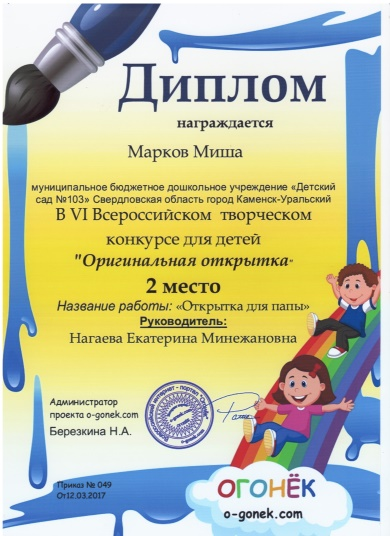 Диплом
награждается
Марков Миша
муниципальное бюджетное дошкольное учреждение «Детский
сад №103» Свердловская область город Каменск-Уральский
В VI Всероссийском творческом
конкурсе для детей
"Оригинальная открытка"
2 место
Название работы: «Открытка для папы»
Руководитель:
Нагаева Екатерина Минежановна
Администратор
проекта o-gonek.com
Березкина Н.А.
Приказ № 049
От12.03.2017
ОГОНЁК
o-gonek.com